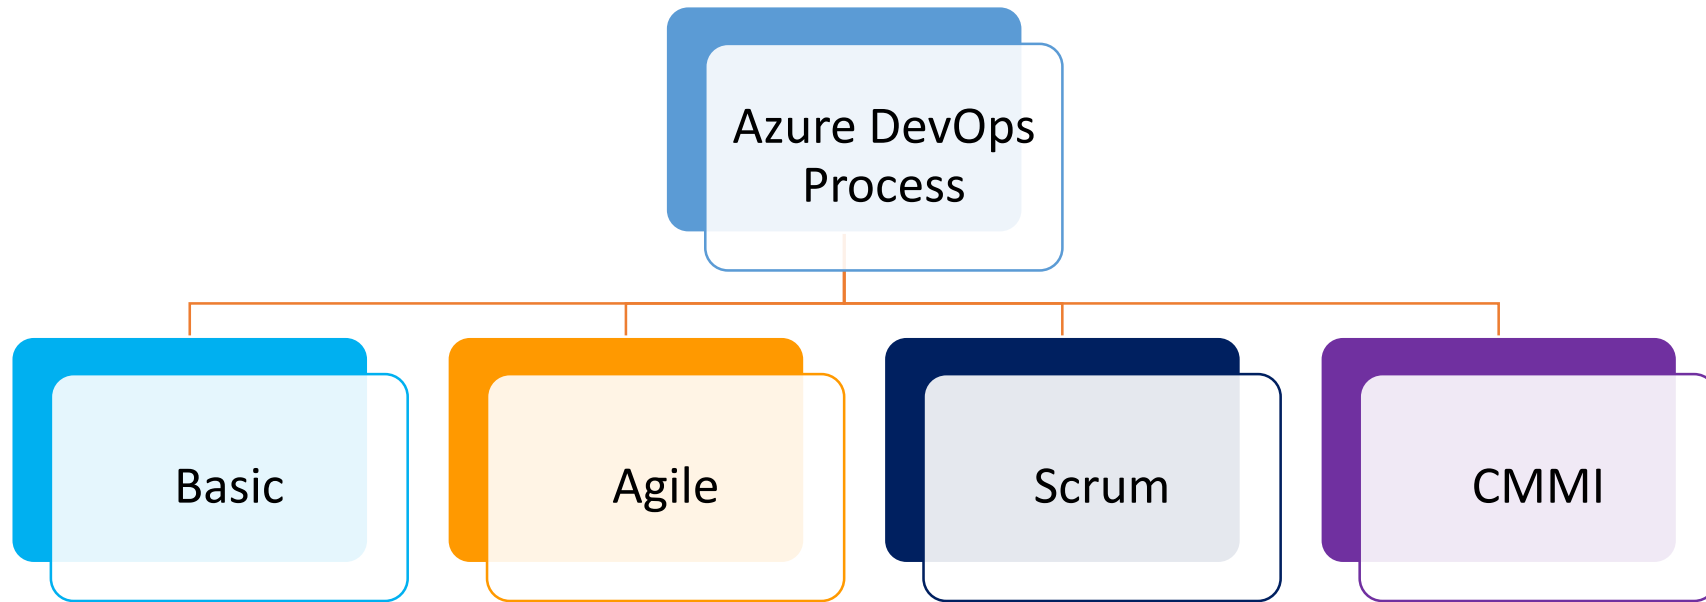 Azure DevOps
Process
Basic
Agile
Scrum
CMMI